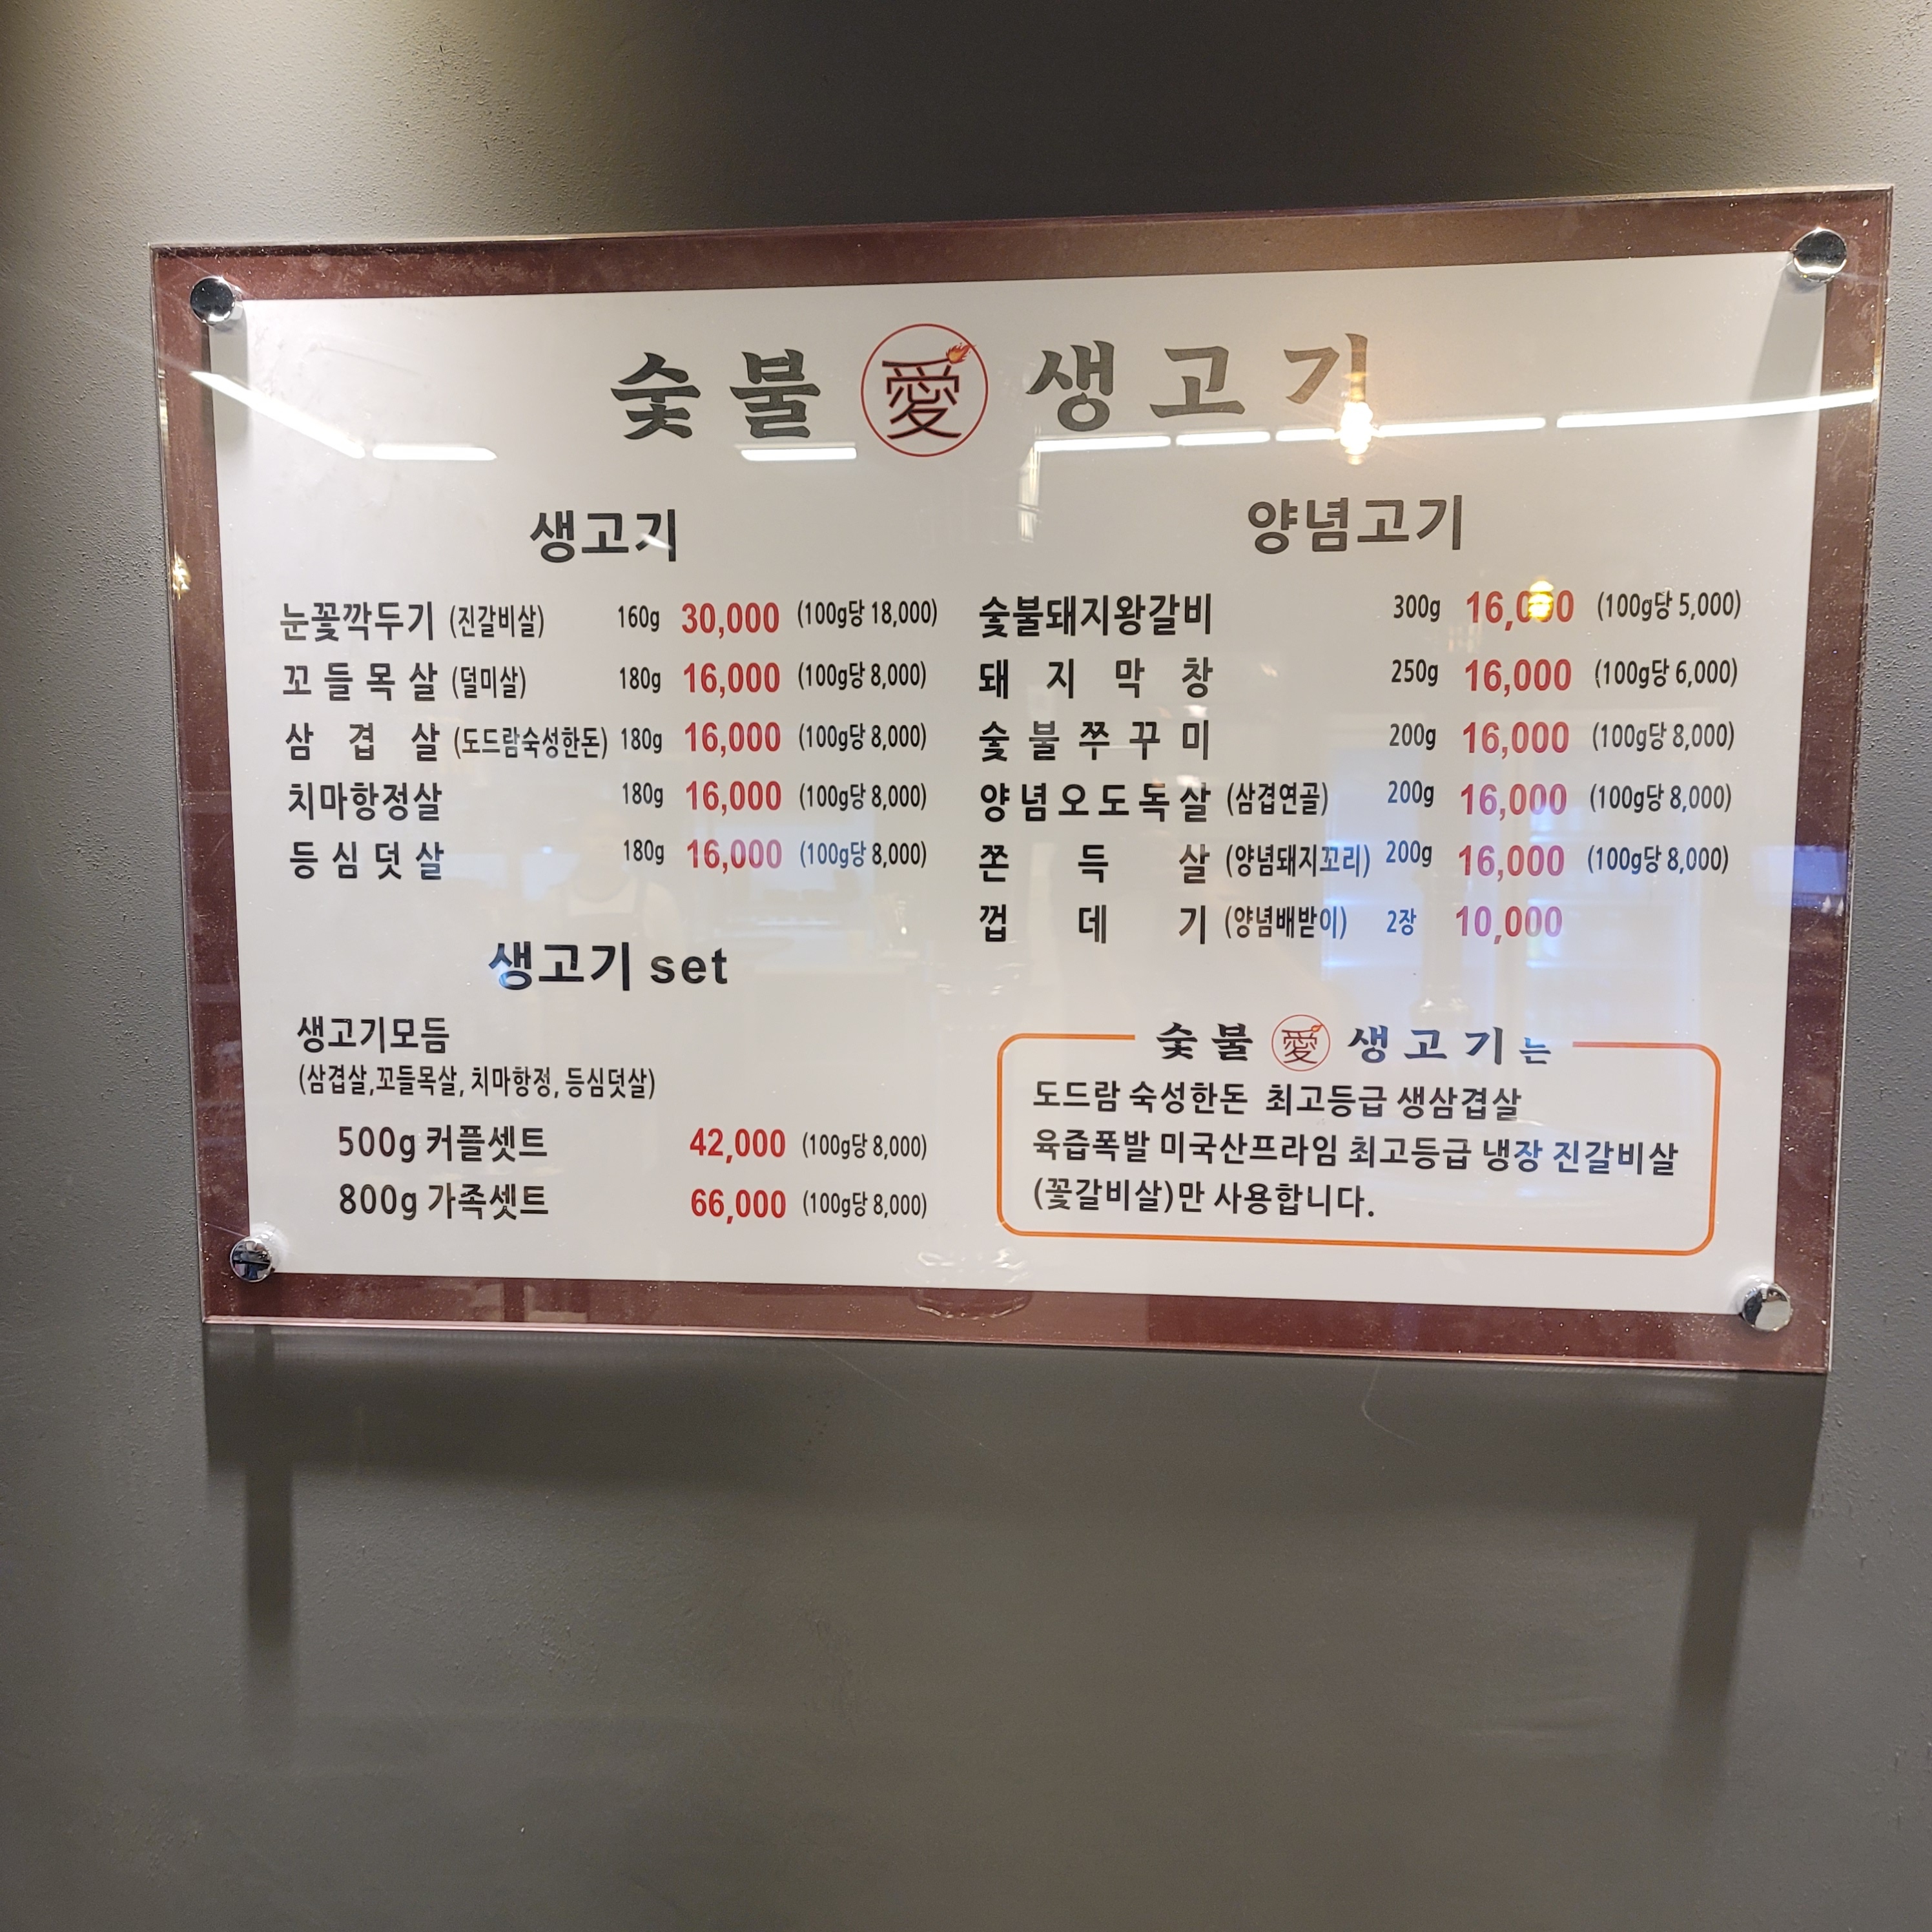 숯불 愛 생고기
생고기
눈꽃깍두기 (진갈비살) 160g 30,000 (100g당 18,000)
꼬들목살 (덜미살) 180g 16,000 (100g당 8,000)
삼겹살 (도드람숙성한돈) 180g 16,000 (100g당 8,000)
치마항정살 180g 16,000 (100g당 8,000)
등심덧살 180g 16,000 (100g당 8,000)
생고기 set
생고기모듬
(삼겹살,꼬들목살, 치마항정, 등심덧살)
500g 커플셋트 42,000 (100g당 8,000)
800g 가족셋트 66,000 (100g당 8,000)
양념고기
숯불돼지왕갈비 300g 16,000 (100g당 5,000)
돼지막창 250g 16,000 (100g당 6,000)
숯불쭈꾸미 200g 16,000 (100g당 8,000)
양념오도독살 (삼겹연골) 200g 16,000 (100g당 8,000)
쫀득살 (양념돼지꼬리) 200g 16,000 (100g당 8,000)
껍데기 (양념배받이) 2장 10,000
숯불 愛 생고기는
도드람 숙성한돈 최고등급 생삼겹살
육즙폭발 미국산프라임 최고등급 냉장 진갈비살
(꽃갈비살)만 사용합니다.